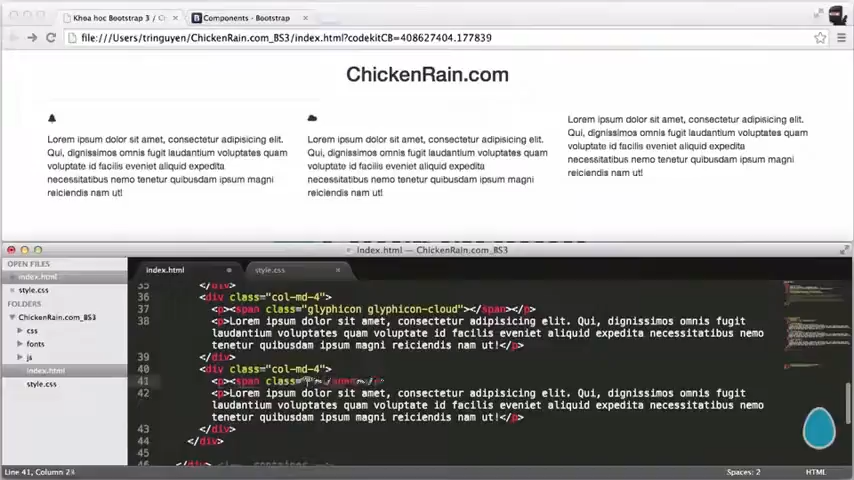 Khoa hoc Bootstrap 3 / C
Components · Bootstrap
file:///Users/tringuyen/ChickenRain.com_BS3/index.html?codekitCB=408627404.177839
ChickenRain.com
Lorem ipsum dolor sit amet, consectetur adipisicing elit.
Qui, dignissimos omnis fugit laudantium voluptates quam
voluptate id facilis eveniet aliquid expedita
necessitatibus nemo tenetur quibusdam ipsum magni
reiciendis nam ut!
Lorem ipsum dolor sit amet, consectetur adipisicing elit.
Qui, dignissimos omnis fugit laudantium voluptates quam
voluptate id facilis eveniet aliquid expedita
necessitatibus nemo tenetur quibusdam ipsum magni
reiciendis nam ut!
Lorem ipsum dolor sit amet, consectetur adipisicing elit.
Qui, dignissimos omnis fugit laudantium voluptates quam
voluptate id facilis eveniet aliquid expedita
necessitatibus nemo tenetur quibusdam ipsum magni
reiciendis nam ut!
index.html — ChickenRain.com_BS3
OPEN FILES
index.html
style.css
FOLDERS
ChickenRain.com_BS3
css
fonts
js
index.html
style.css
index.html
style.css
35 </div>
36 <div class="col-md-4">
37 <p><span class="glyphicon glyphicon-cloud"></span></p>
38 <p>Lorem ipsum dolor sit amet, consectetur adipisicing elit. Qui, dignissimos omnis fugit
laudantium voluptates quam voluptate id facilis eveniet aliquid expedita necessitatibus nemo
tenetur quibusdam ipsum magni reiciendis nam ut!</p>
39 </div>
40 <div class="col-md-4">
41 <p><span class=
42 <p>Lorem ipsum dolor sit amet, consectetur adipisicing elit. Qui, dignissimos omnis fugit
laudantium voluptates quam voluptate id facilis eveniet aliquid expedita necessitatibus nemo
tenetur quibusdam ipsum magni reiciendis nam ut!</p>
43 </div>
44 </div>
45
46 </div> <!-- container -->
Line 41, Column
Spaces: 2
HTML